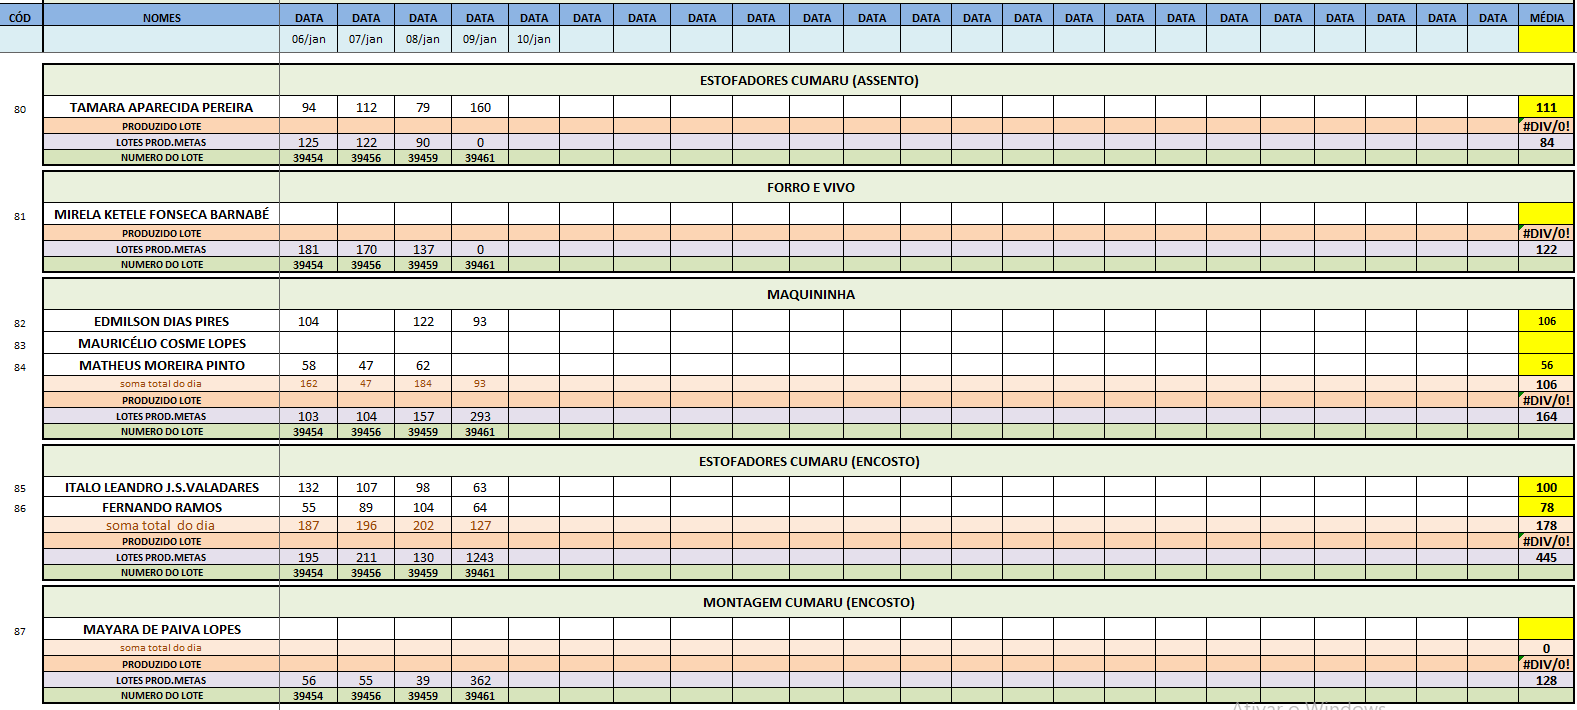 CÓD NOMES DATA DATA DATA DATA DATA DATA DATA DATA DATA DATA DATA DATA DATA DATA DATA DATA DATA DATA DATA DATA DATA DATA DATA MÉDIA
06/jan 07/jan 08/jan 09/jan 10/jan
ESTOFADORES CUMARU (ASSENTO)
80 TAMARA APARECIDA PEREIRA 94 112 79 160 111
PRODUZIDO LOTE #DIV/0!
LOTES PROD.METAS 125 122 90 0 84
NUMERO DO LOTE 39454 39456 39459 39461
FORRO E VIVO
81 MIRELA KETELE FONSECA BARNABÉ
PRODUZIDO LOTE #DIV/0!
LOTES PROD.METAS 181 170 137 0 122
NUMERO DO LOTE 39454 39456 39459 39461
MAQUININHA
82 EDMILSON DIAS PIRES 104 122 93 106
83 MAURICÉLIO COSME LOPES
84 MATHEUS MOREIRA PINTO 58 47 62 56
soma total do dia 162 47 184 93 106
PRODUZIDO LOTE #DIV/0!
LOTES PROD.METAS 103 104 157 293 164
NUMERO DO LOTE 39454 39456 39459 39461
ESTOFADORES CUMARU (ENCOSTO)
85 ITALO LEANDRO J.S.VALADARES 132 107 98 63 100
86 FERNANDO RAMOS 55 89 104 64 78
soma total do dia 187 196 202 127 178
PRODUZIDO LOTE #DIV/0!
LOTES PROD.METAS 195 211 130 1243 445
NUMERO DO LOTE 39454 39456 39459 39461
MONTAGEM CUMARU (ENCOSTO)
87 MAYARA DE PAIVA LOPES
soma total do dia 0
PRODUZIDO LOTE #DIV/0!
LOTES PROD.METAS 56 55 39 362 128
NUMERO DO LOTE 39454 39456 39459 39461
Ativar o Windows